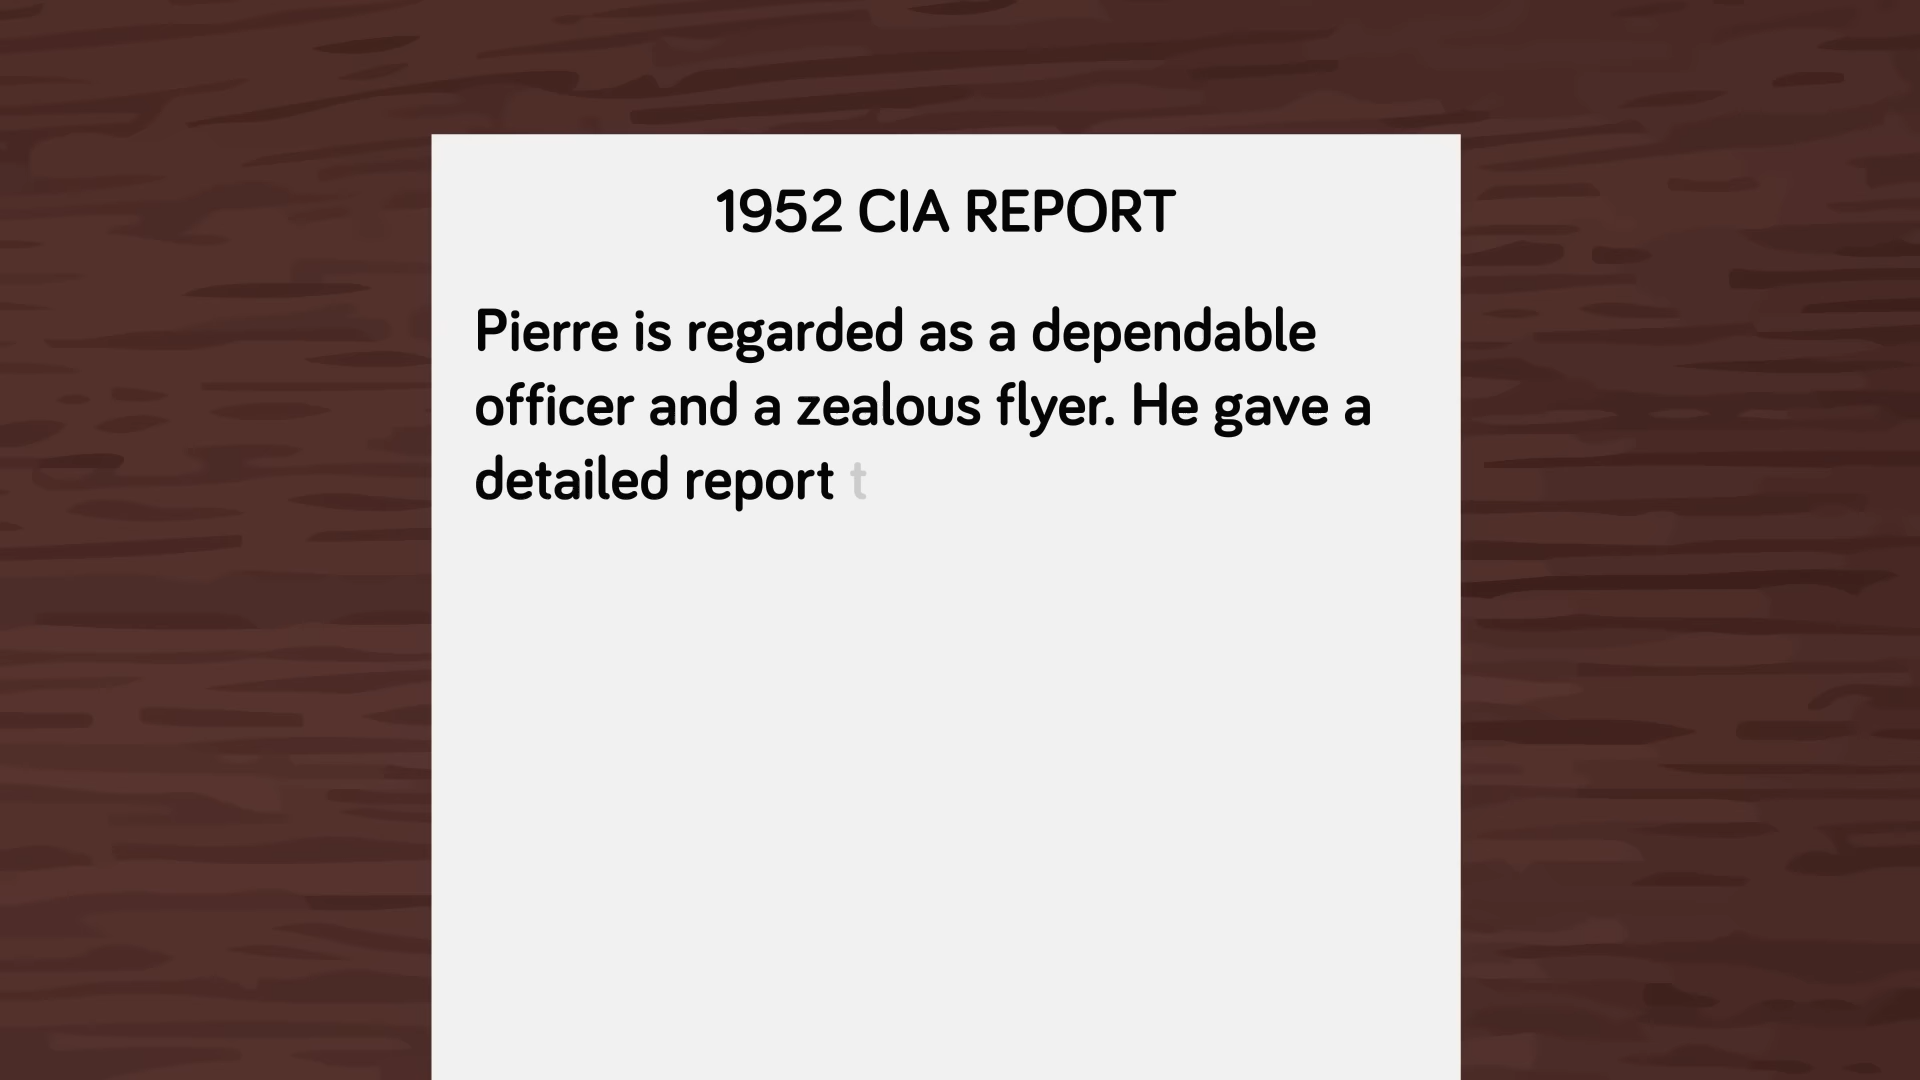 1952 CIA REPORT
Pierre is regarded as a dependable
officer and a zealous flyer. He gave a
detailed report t